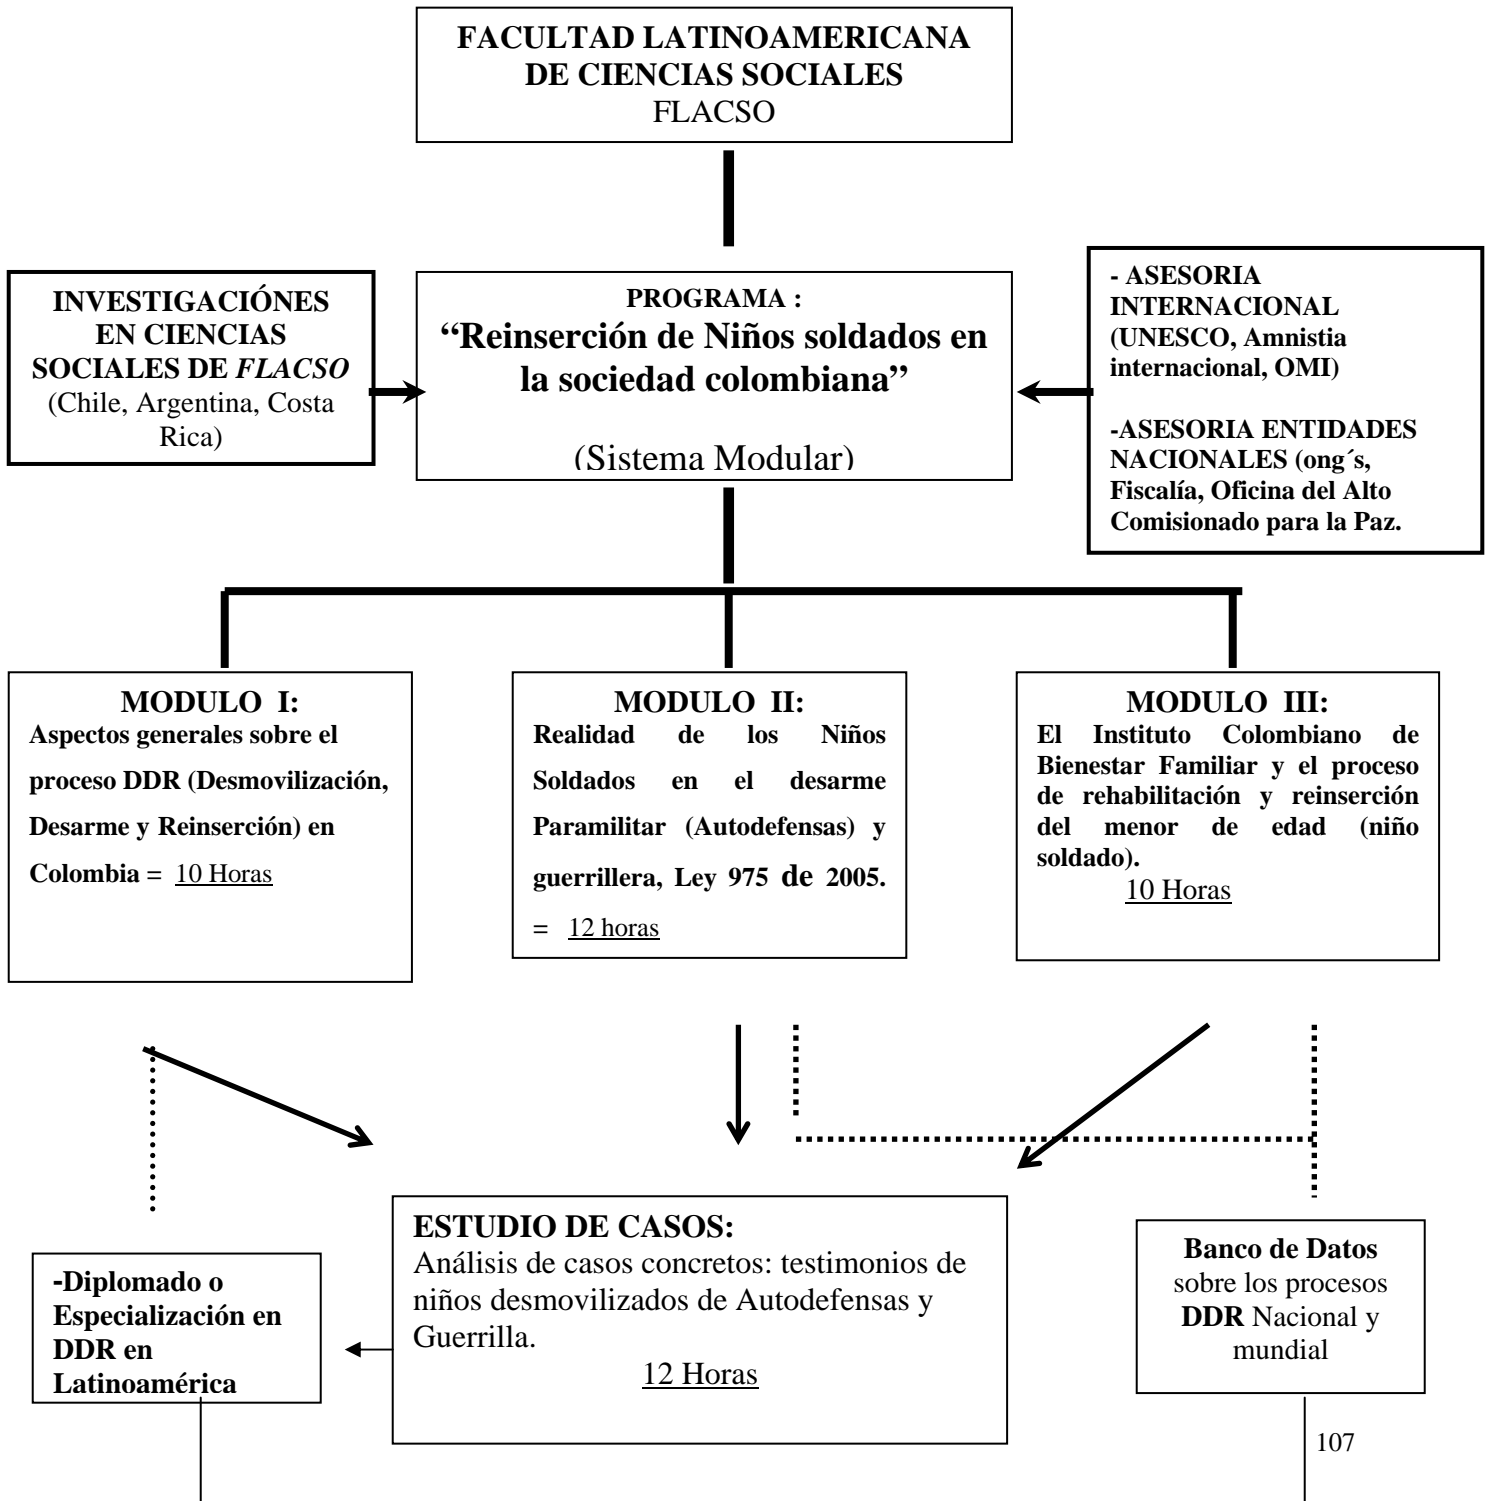 FACULTAD LATINOAMERICANA
DE CIENCIAS SOCIALES
FLACSO
INVESTIGACIÓNES
EN CIENCIAS
SOCIALES DE FLACSO
(Chile, Argentina, Costa
Rica)
PROGRAMA :
“Reinserción de Niños soldados en
la sociedad colombiana”
(Sistema Modular)
- ASESORIA
INTERNACIONAL
(UNESCO, Amnistia
internacional, OMI)
-ASESORIA ENTIDADES
NACIONALES (ong´s,
Fiscalía, Oficina del Alto
Comisionado para la Paz.
MODULO I:
Aspectos generales sobre el
proceso DDR (Desmovilización,
Desarme y Reinserción) en
Colombia = 10 Horas
MODULO II:
Realidad de los Niños
Soldados en el desarme
Paramilitar (Autodefensas) y
guerrillera, Ley 975 de 2005.
= 12 horas
MODULO III:
El Instituto Colombiano de
Bienestar Familiar y el proceso
de rehabilitación y reinserción
del menor de edad (niño
soldado).
10 Horas
-Diplomado o
Especialización en
DDR en
Latinoamérica
ESTUDIO DE CASOS:
Análisis de casos concretos: testimonios de
niños desmovilizados de Autodefensas y
Guerrilla.
12 Horas
Banco de Datos
sobre los procesos
DDR Nacional y
mundial
107